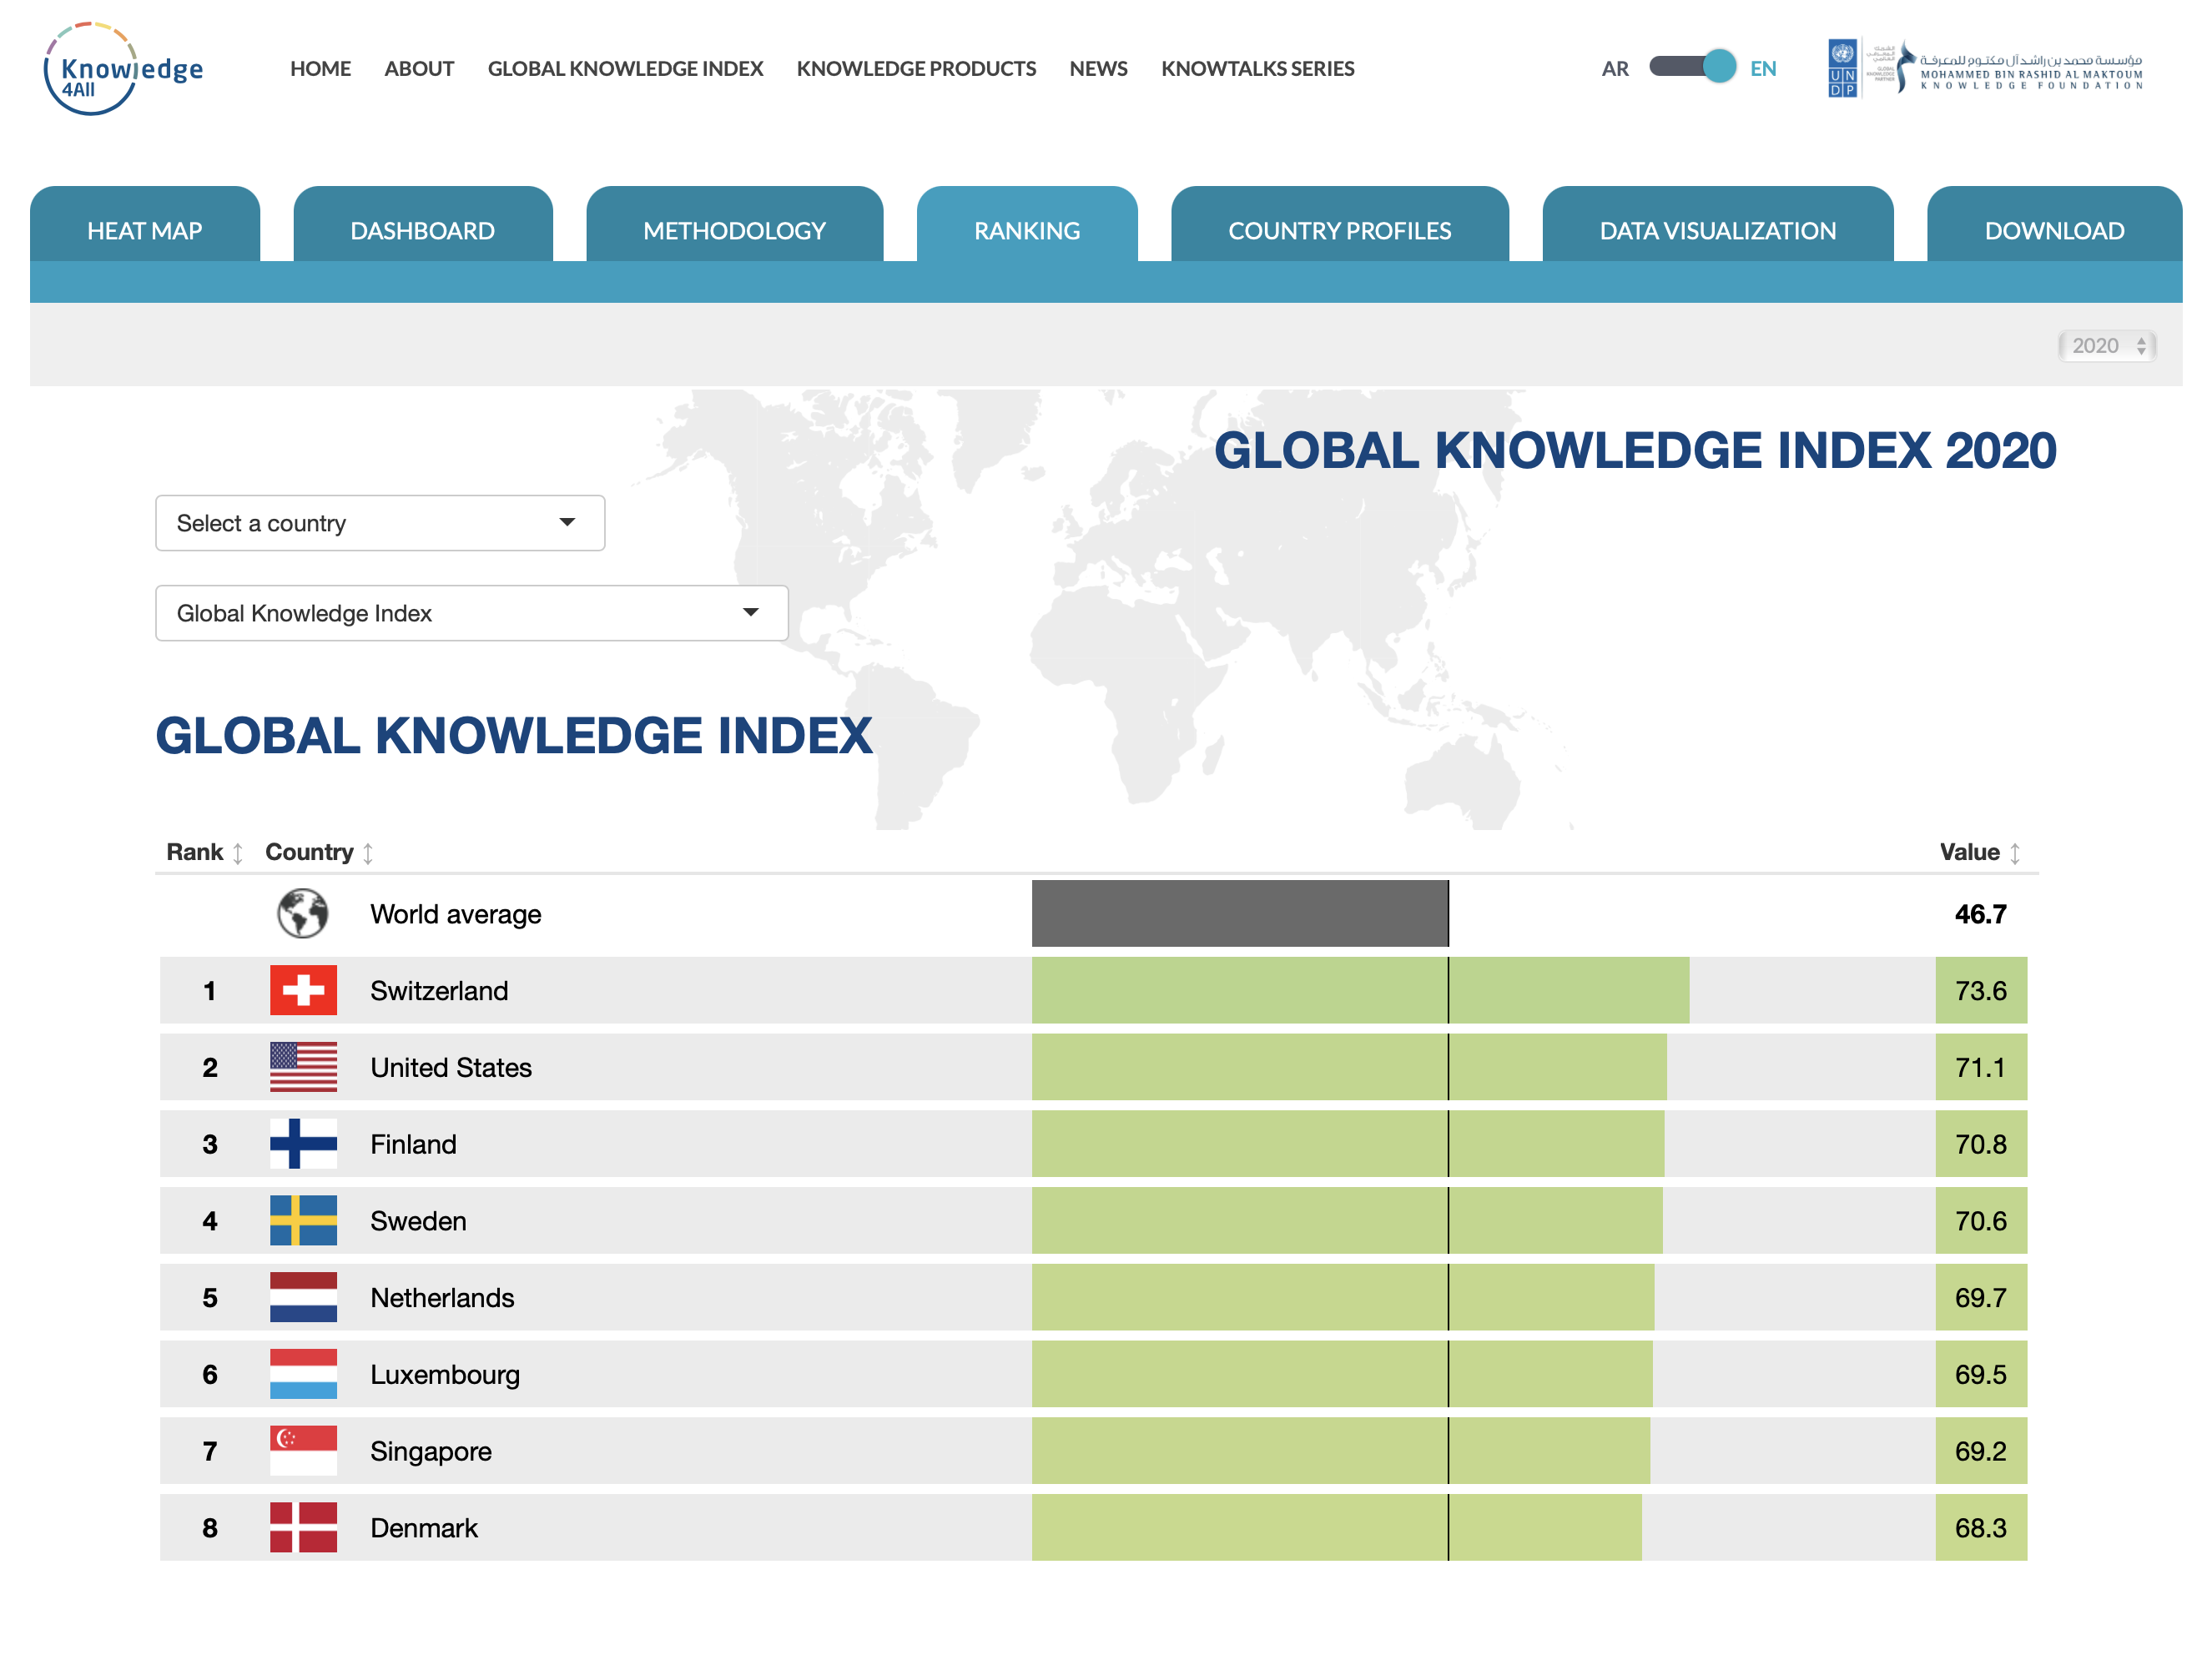 Knowledge
4All
HOME ABOUT GLOBAL KNOWLEDGE INDEX KNOWLEDGE PRODUCTS NEWS KNOWTALKS SERIES
AR EN
U N
D P
مؤسسة محمد بن راشد آل مكتوم للمعرفة
MOHAMMED BIN RASHID AL MAKTOUM
KNOWLEDGE FOUNDATION
HEAT MAP DASHBOARD METHODOLOGY RANKING COUNTRY PROFILES DATA VISUALIZATION DOWNLOAD
2020
GLOBAL KNOWLEDGE INDEX 2020
Select a country
Global Knowledge Index
GLOBAL KNOWLEDGE INDEX
Rank Country Value
World average 46.7
1 Switzerland 73.6
2 United States 71.1
3 Finland 70.8
4 Sweden 70.6
5 Netherlands 69.7
6 Luxembourg 69.5
7 Singapore 69.2
8 Denmark 68.3